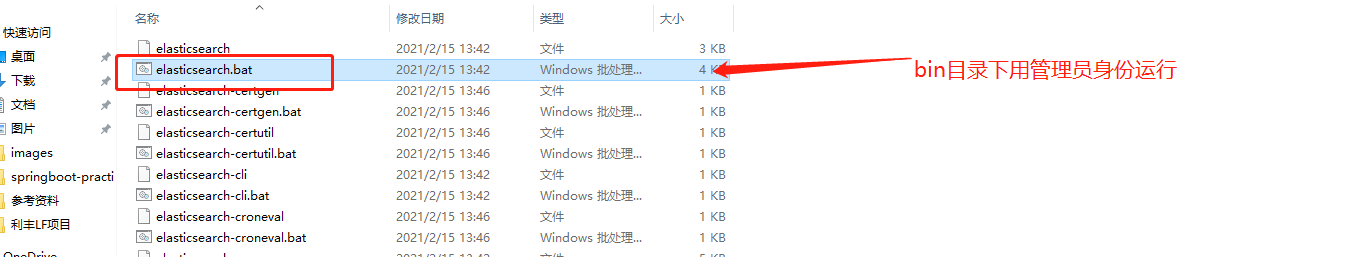 名称 修改日期 类型 大小
快速访问
桌面
下载
文档
图片
images
springboot-practi
参考资料
利丰LF项目
OneDrive
elasticsearch 2021/2/15 13:42 文件 3 KB
elasticsearch.bat 2021/2/15 13:42 Windows 批处理... 4 KB
elasticsearch-certgen 2021/2/15 13:46 文件 1 KB
elasticsearch-certgen.bat 2021/2/15 13:46 Windows 批处理... 1 KB
elasticsearch-certutil 2021/2/15 13:46 文件 1 KB
elasticsearch-certutil.bat 2021/2/15 13:46 Windows 批处理... 1 KB
elasticsearch-cli 2021/2/15 13:42 文件 1 KB
elasticsearch-cli.bat 2021/2/15 13:42 Windows 批处理... 1 KB
elasticsearch-croneval 2021/2/15 13:46 文件 1 KB
elasticsearch-croneval.bat 2021/2/15 13:46 Windows 批处理... 1 KB
2021/2/15 13:42 文件 5 KB
bin目录下用管理员身份运行